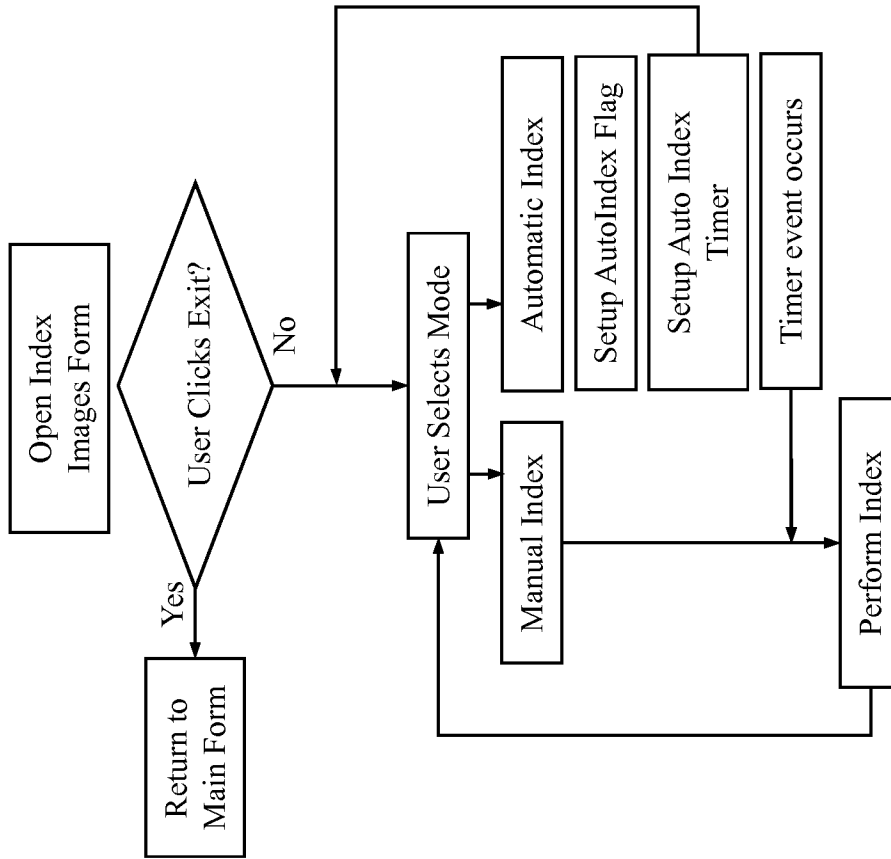 Open Index
Images Form
User Clicks Exit?
Yes
No
Return to
Main Form
User Selects Mode
Manual Index
Automatic Index
Setup AutoIndex Flag
Setup Auto Index
Timer
Timer event occurs
Perform Index